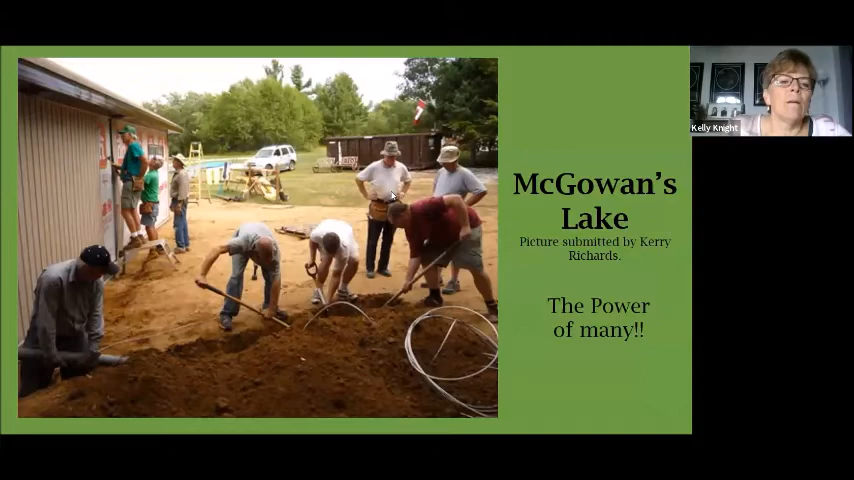 McGowan's
Lake
Picture submitted by Kerry
Richards.
The Power
of many!!
Kelly Knight